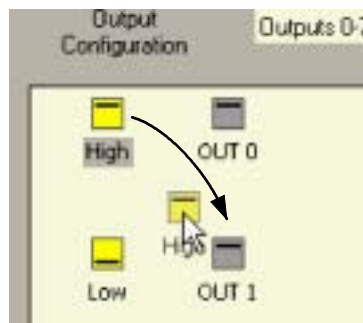 Output
Configuration
Outputs 0-7
High
OUT 0
High
Low
OUT 1